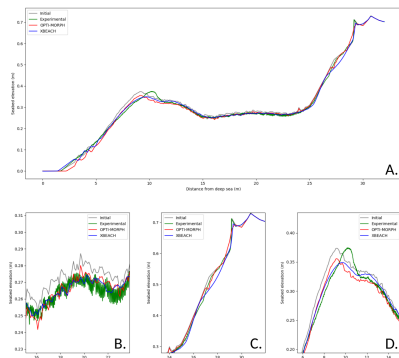 Initial
Experimental
OPTI-MORPH
XBEACH
0.7
0.6
0.5
0.4
0.3
0.2
0.1
0.0
Seabed elevation (m)
0
5
10
15
20
25
30
Distance from deep sea (m)
A.
Initial
Experimental
OPTI-MORPH
XBEACH
0.31
0.30
0.29
0.28
0.27
0.26
0.25
0.24
0.23
Seabed elevation (m)
B.
Initial
Experimental
OPTI-MORPH
XBEACH
0.7
0.6
0.5
0.4
0.3
Seabed elevation (m)
C.
Initial
Experimental
OPTI-MORPH
XBEACH
0.40
0.35
0.30
0.25
0.20
Seabed elevation (m)
8
10
12
14
D.